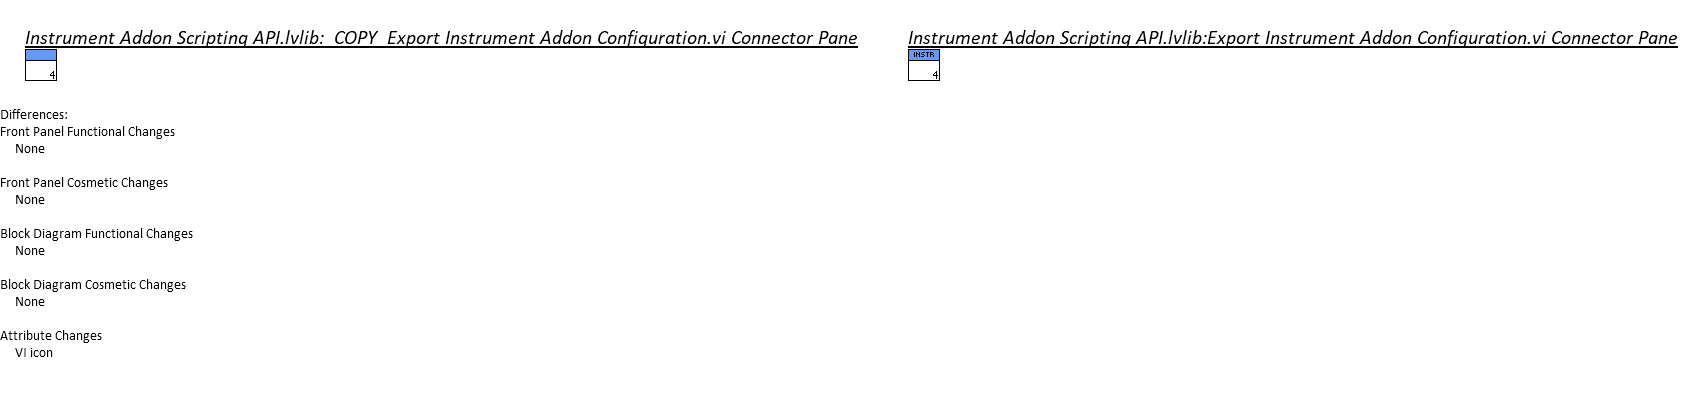 Instrument Addon Scripting API.lvlib:_COPY_Export Instrument Addon Configuration.vi Connector Pane
Instrument Addon Scripting API.lvlib:Export Instrument Addon Configuration.vi Connector Pane
4
INSTR
4
Differences:
Front Panel Functional Changes
None
Front Panel Cosmetic Changes
None
Block Diagram Functional Changes
None
Block Diagram Cosmetic Changes
None
Attribute Changes
VI icon